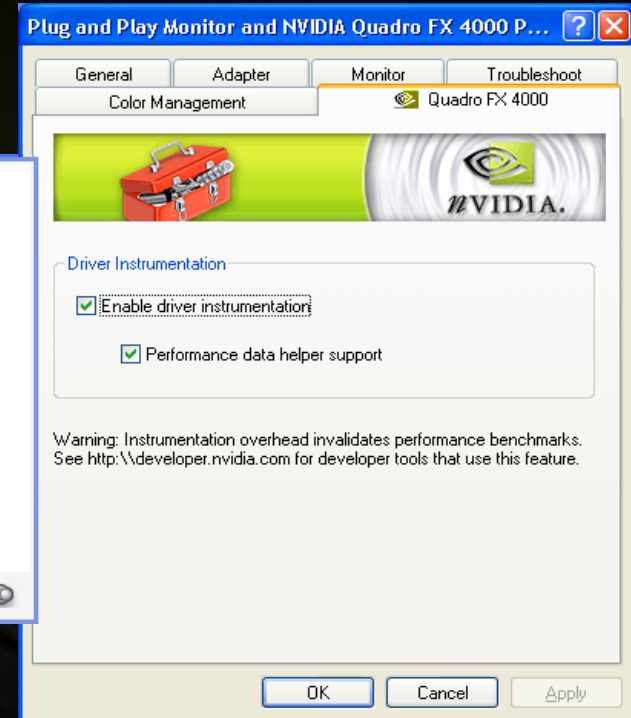 Plug and Play Monitor and NVIDIA Quadro FX 4000 P...
General Adapter Monitor Troubleshoot
Color Management Quadro FX 4000
nVIDIA.
Driver Instrumentation
Enable driver instrumentation
Performance data helper support
Warning: Instrumentation overhead invalidates performance benchmarks.
See http:\\developer.nvidia.com for developer tools that use this feature.
OK Cancel Apply